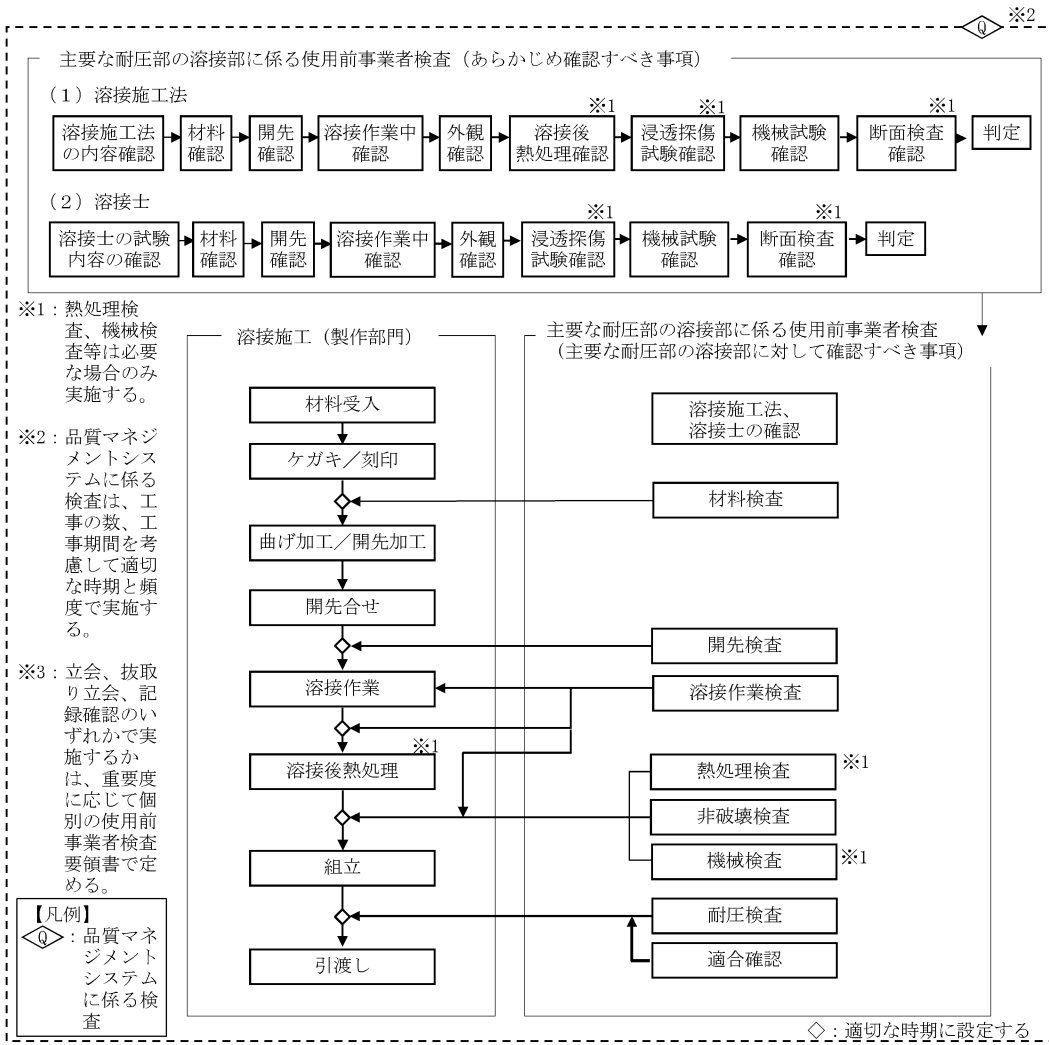 Q ※2
主要な耐圧部の溶接部に係る使用前事業者検査（あらかじめ確認すべき事項）
（１）溶接施工法
溶接施工法
の内容確認
材料
確認
開先
確認
溶接作業中
確認
外観
確認
※1
溶接後
熱処理確認
※1
浸透探傷
試験確認
機械試験
確認
※1
断面検査
確認
判定
（２）溶接士
溶接士の試験
内容の確認
材料
確認
開先
確認
溶接作業中
確認
外観
確認
※1
浸透探傷
試験確認
機械試験
確認
※1
断面検査
確認
判定
※1：熱処理検
査、機械検
査等は必要
な場合のみ
実施する。
※2：品質マネジ
メントシス
テムに係る
検査は、工
事の数、工
事期間を考
慮して適切
な時期と頻
度で実施す
る。
※3：立会、抜取
り立会、記
録確認のい
ずれかで実
施するか
は、重要度
に応じて個
別の使用前
事業者検査
要領書で定
める。
【凡例】
Q：品質マネ
ジメント
システム
に係る検
査
溶接施工（製作部門）
材料受入
ケガキ／刻印
曲げ加工／開先加工
開先合せ
溶接作業
※1
溶接後熱処理
組立
引渡し
主要な耐圧部の溶接部に係る使用前事業者検査
（主要な耐圧部の溶接部に対して確認すべき事項）
溶接施工法、
溶接士の確認
材料検査
開先検査
溶接作業検査
熱処理検査 ※1
非破壊検査
機械検査 ※1
耐圧検査
適合確認
◇：適切な時期に設定する